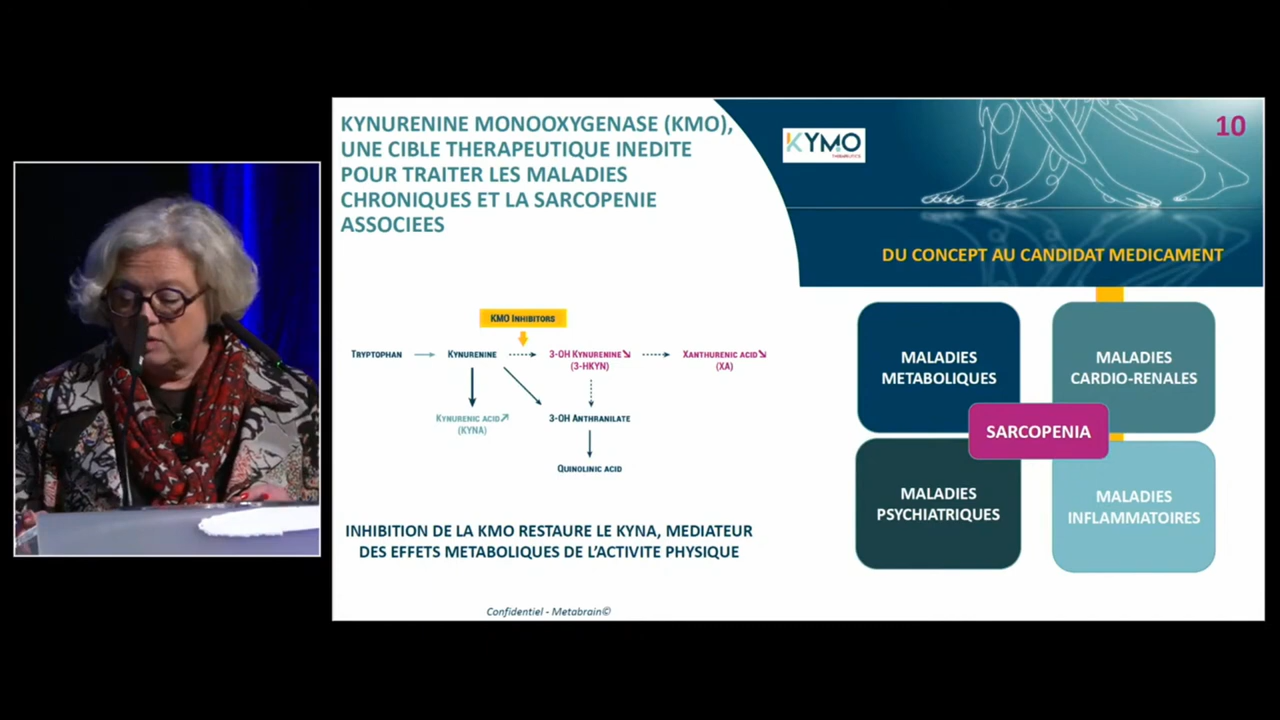 KYNURENINE MONOOXYGENASE (KMO),
UNE CIBLE THERAPEUTIQUE INEDITE
POUR TRAITER LES MALADIES
CHRONIQUES ET LA SARCOPENIE
ASSOCIEES
KYMO
THERAPEUTICS
10
DU CONCEPT AU CANDIDAT MEDICAMENT
KMO INHIBITORS
TRYPTOPHAN
KYNURENINE
3-OH KYNURENINE↘
(3-HKYN)
XANTHURENIC ACID↘
(XA)
KYNURENIC ACID↗
(KYNA)
3-OH ANTHRANILATE
QUINOLINIC ACID
INHIBITION DE LA KMO RESTAURE LE KYNA, MEDIATEUR
DES EFFETS METABOLIQUES DE L'ACTIVITE PHYSIQUE
MALADIES
METABOLIQUES
MALADIES
CARDIO-RENALES
SARCOPENIA
MALADIES
PSYCHIATRIQUES
MALADIES
INFLAMMATOIRES
Confidentiel - Metabrain©